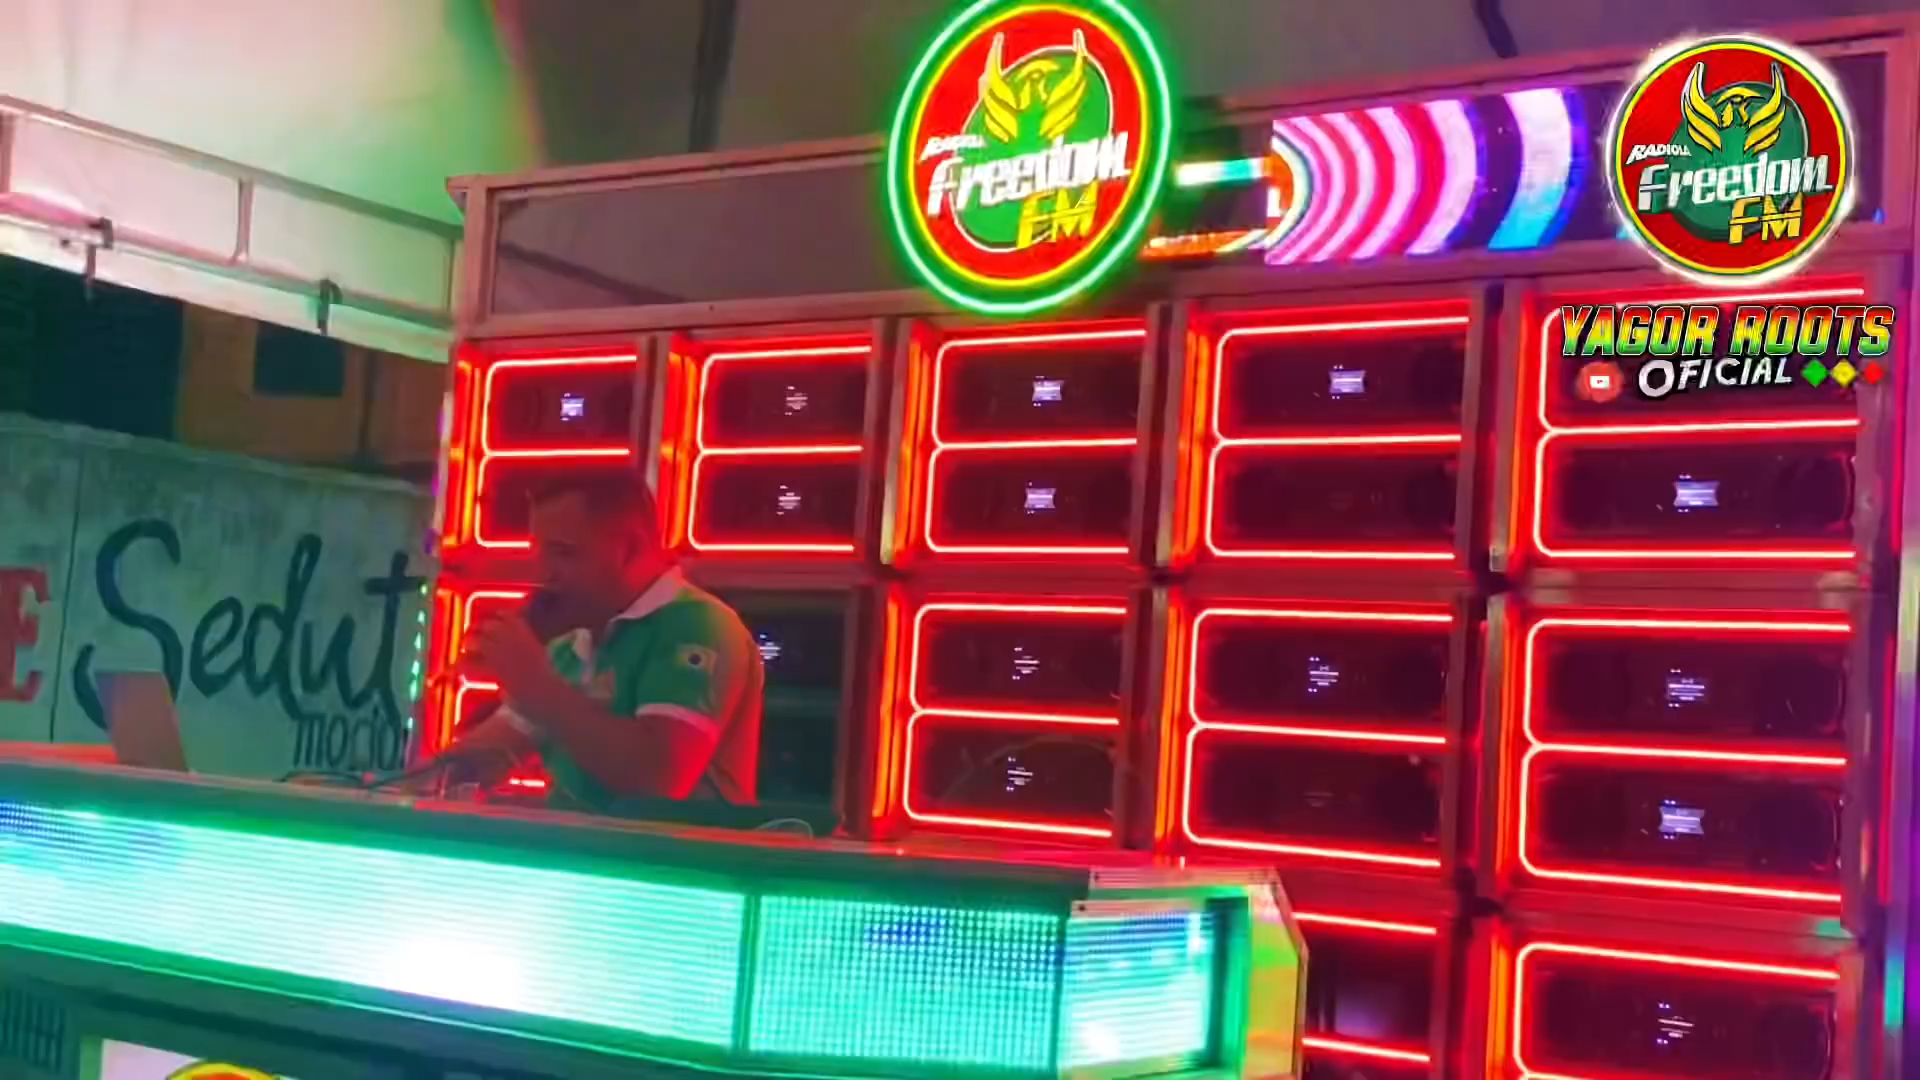 RADIOLA
Freedom
FM
RADIOLA
Freedom
FM
YAGOR ROOTS
OFICIAL
E
Sedut
moda